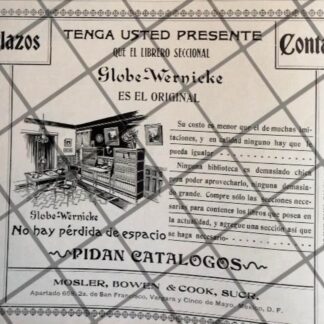 TENGA USTED PRESENTE
lazos
QUE EL LIBRERO SECCIONAL
Conta
Globe-Wernicke
ES EL ORIGINAL
Su costo es menor que el de muchas imi-
taciones, y en calidad ninguno hay que lo
pueda igualar.
Ninguna biblioteca es demasiado chica
para poder aprovecharlo, ninguna demasia-
do grande. Compre sólo las secciones nece-
sarias para contener los libros que posea en
la actualidad, y agregue una sección así que
se haga necesario
Globe-Wernicke
No hay pérdida de espacio
PIDAN CATALOGOS
MOSLER, BOWEN & COOK, SUCR.
Apartado 658, 2a. de San Francisco, Vergara y Cinco de Mayo, México, D. F.